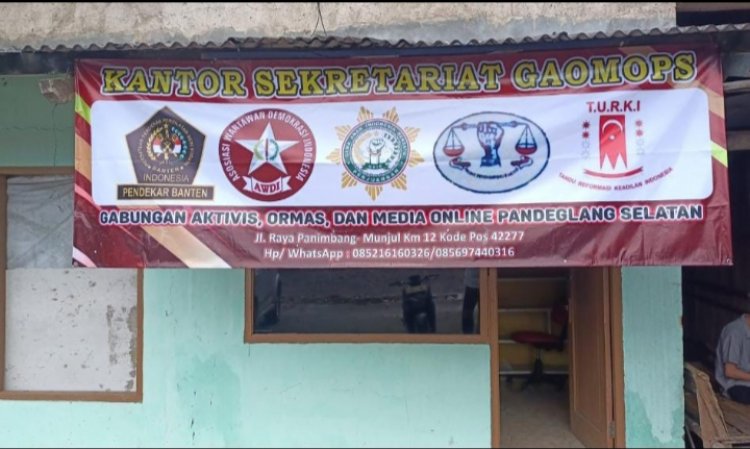 KANTOR SEKRETARIAT GAOMOPS
INDONESIA
PENDEKAR BANTEN
ASOSIASI WARTAWAN DEMOKRASI INDONESIA
AWDI
T.U.R.K.I
TANDU REFORMASI KEADILAN INDONESIA
GABUNGAN AKTIVIS, ORMAS, DAN MEDIA ONLINE PANDEGLANG SELATAN
Jl. Raya Panimbang- Munjul Km 12 Kode Pos 42277
Hp/ WhatsApp : 085216160326/085697440316